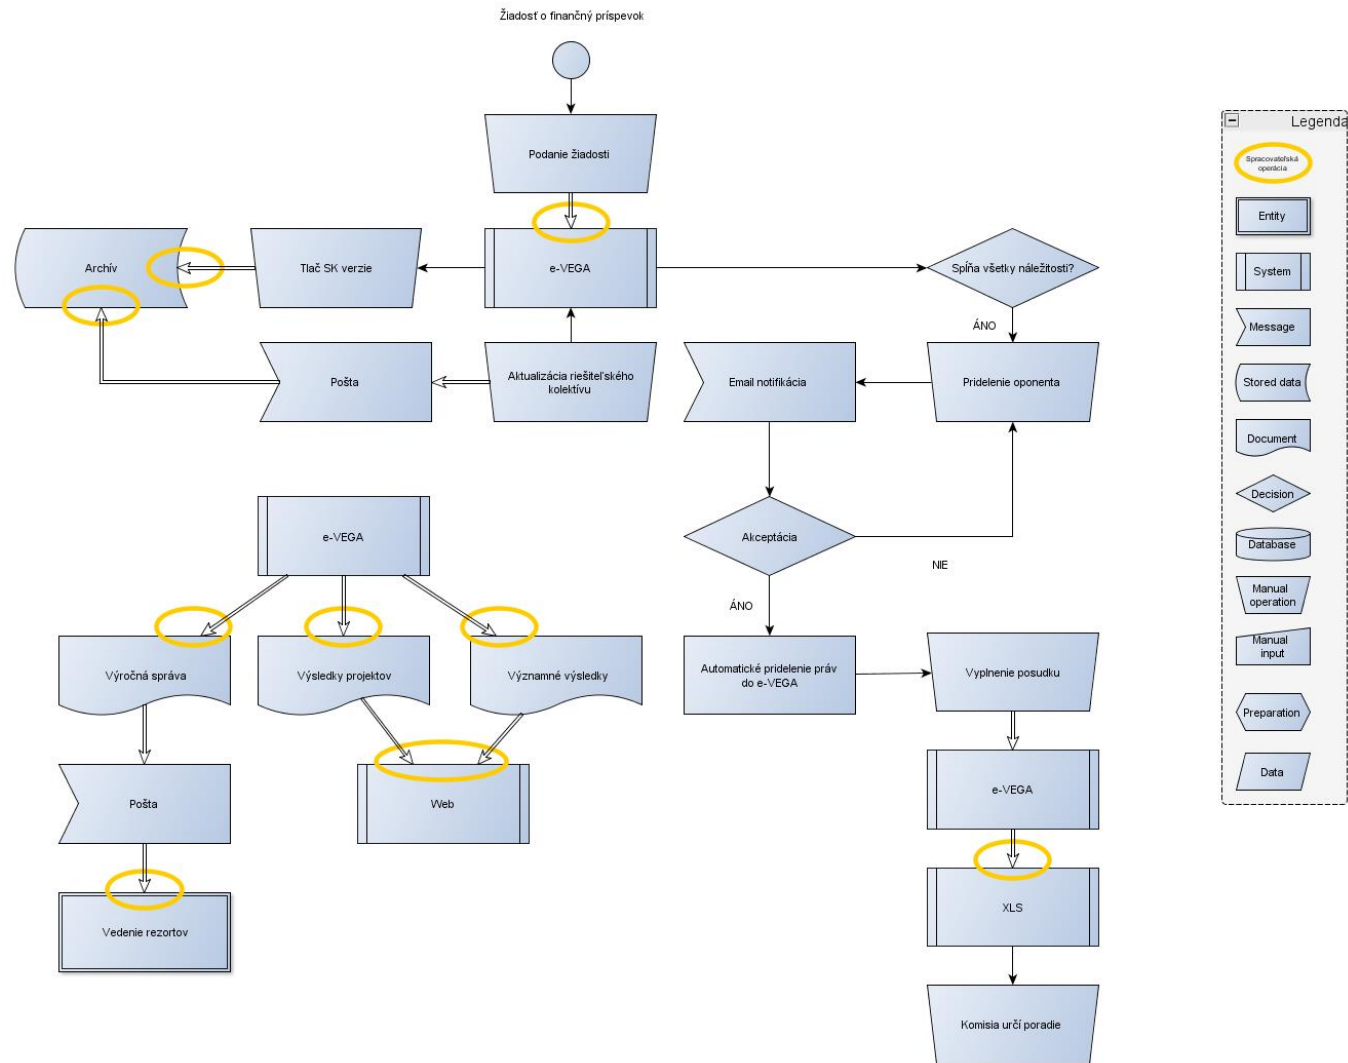 Žiadosť o finančný príspevok
Podanie žiadosti
Archív
Tlač SK verzie
e-VEGA
Spĺňa všetky náležitosti?
ÁNO
Pošta
Aktualizácia riešiteľského
kolektívu
Email notifikácia
Pridelenie oponenta
e-VEGA
Akceptácia
NIE
ÁNO
Výročná správa
Výsledky projektov
Významné výsledky
Automatické pridelenie práv
do e-VEGA
Vyplnenie posudku
Pošta
Web
e-VEGA
Vedenie rezortov
XLS
Komisia určí poradie
Legenda
Spracovateľská
operácia
Entity
System
Message
Stored data
Document
Decision
Database
Manual
operation
Manual
input
Preparation
Data